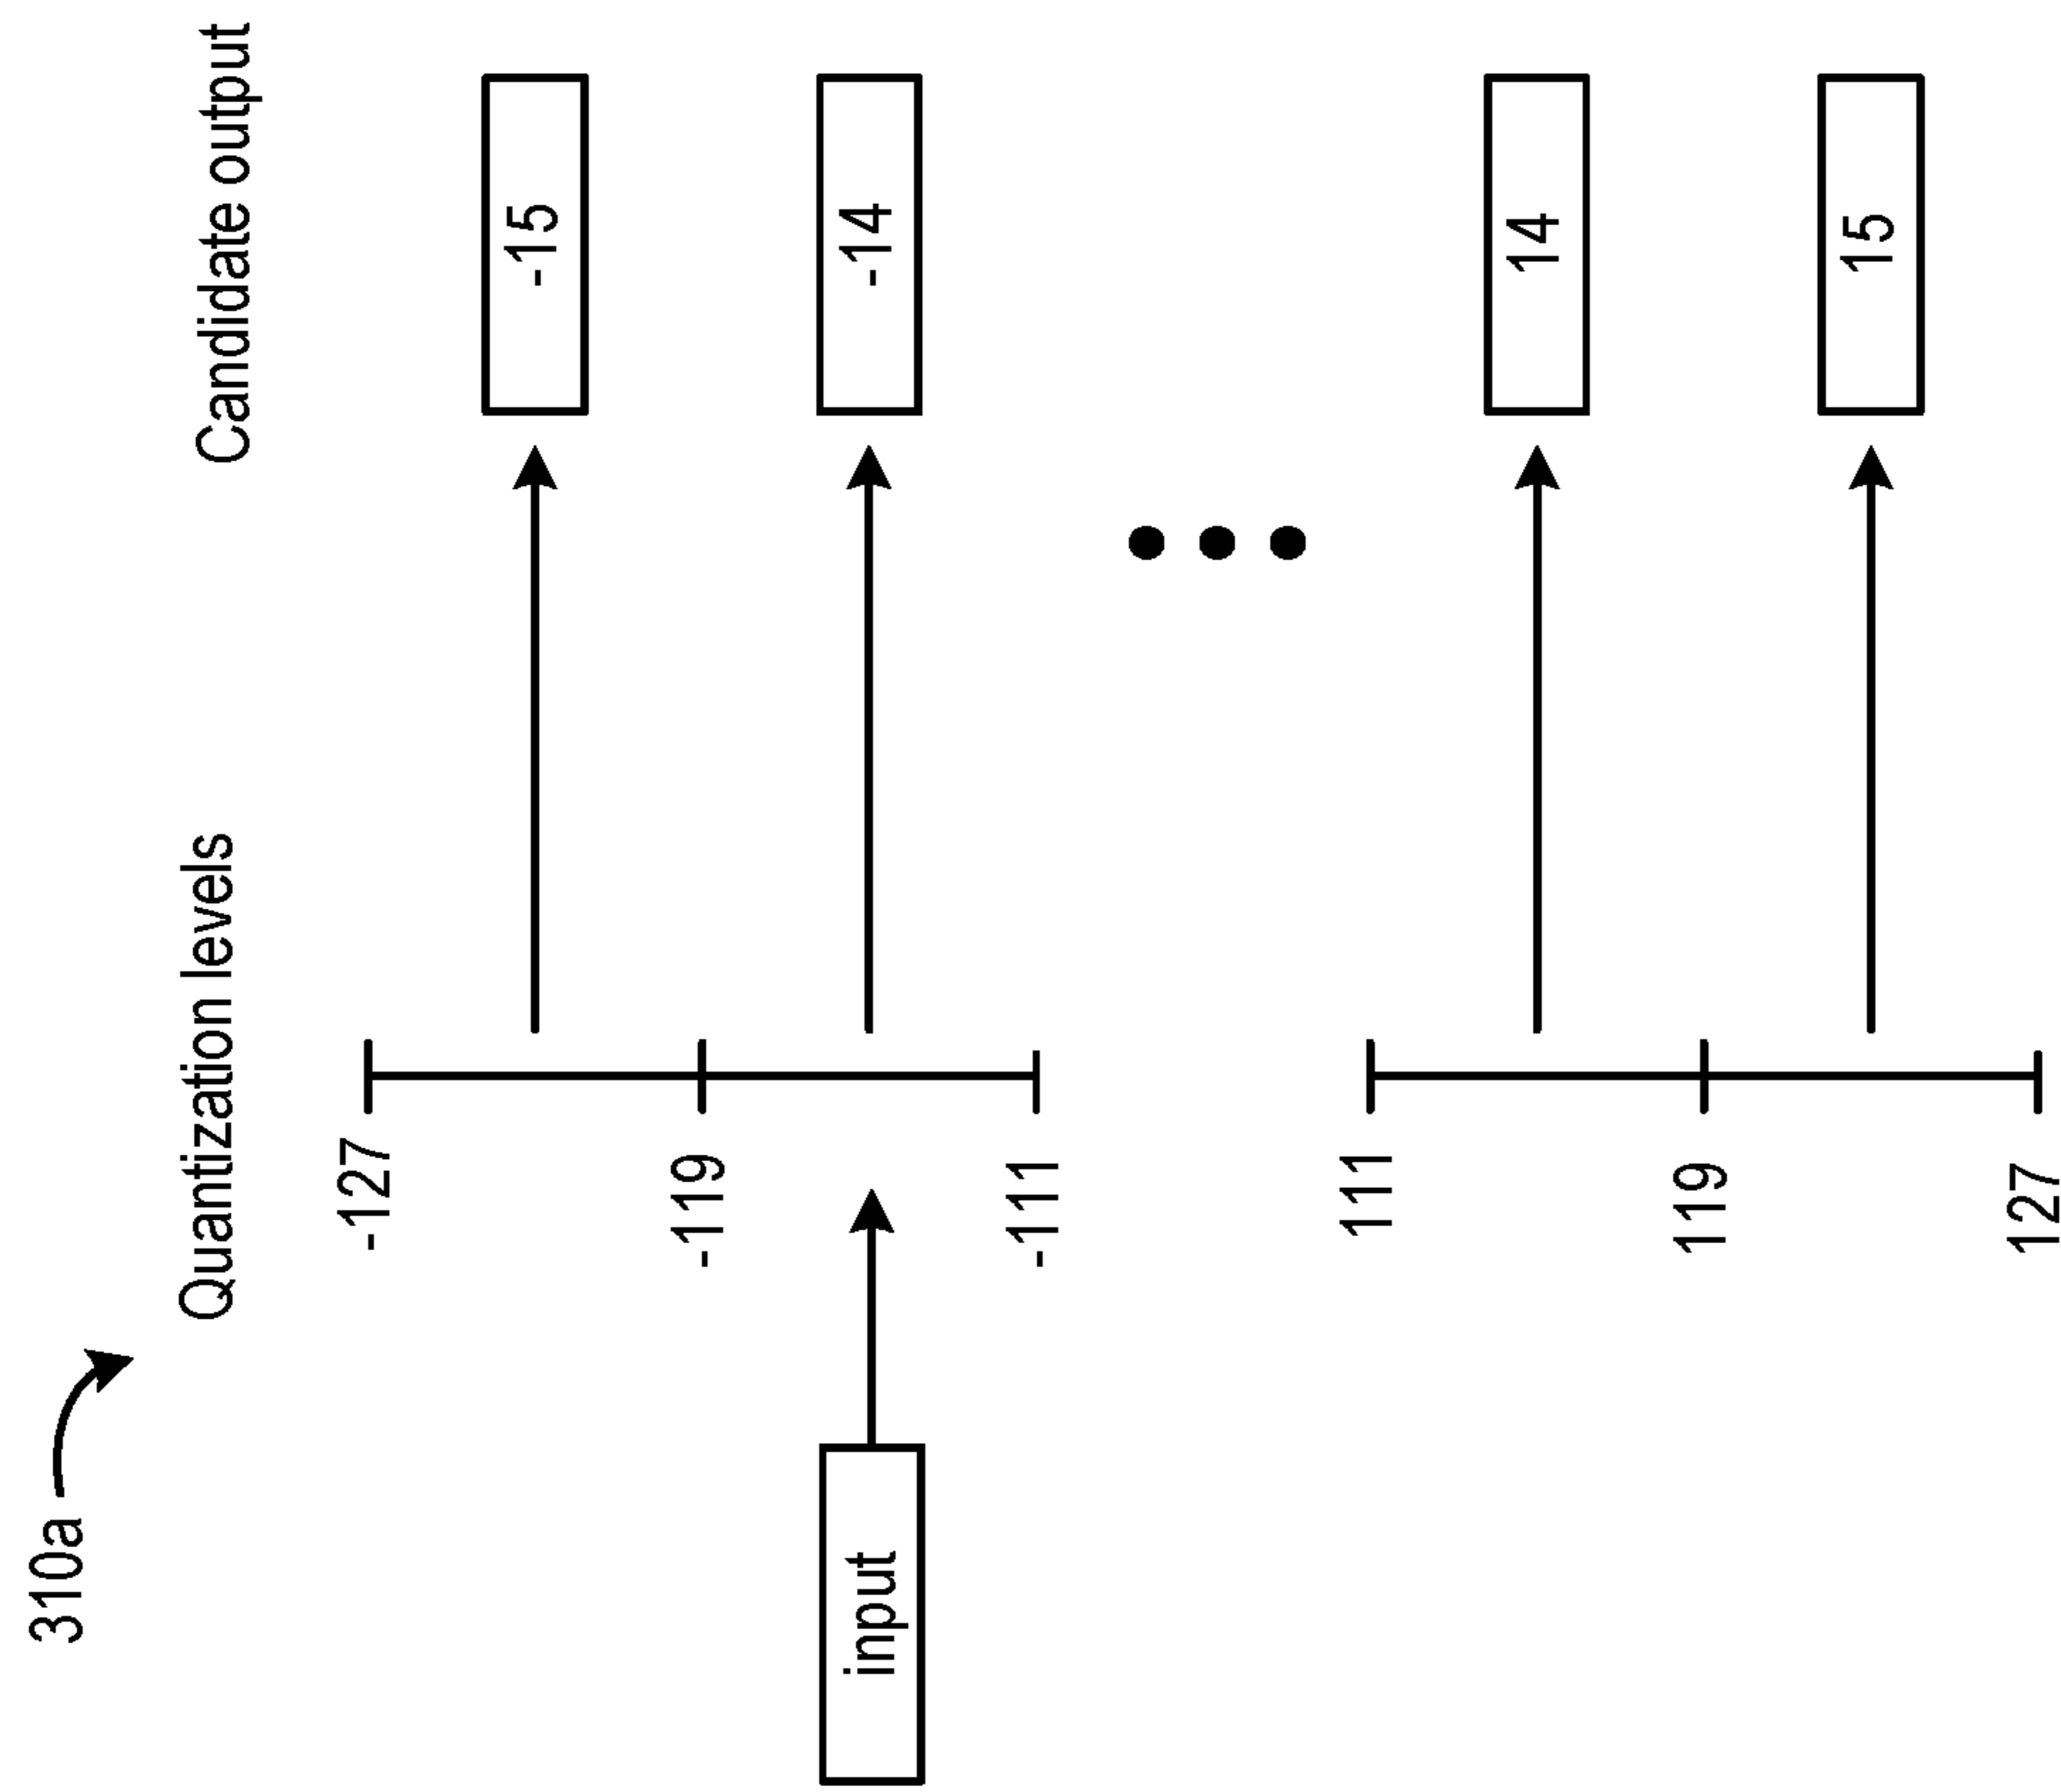 310a
Quantization levels
Candidate output
-127
-15
-119
input
-14
-111
111
14
119
15
127